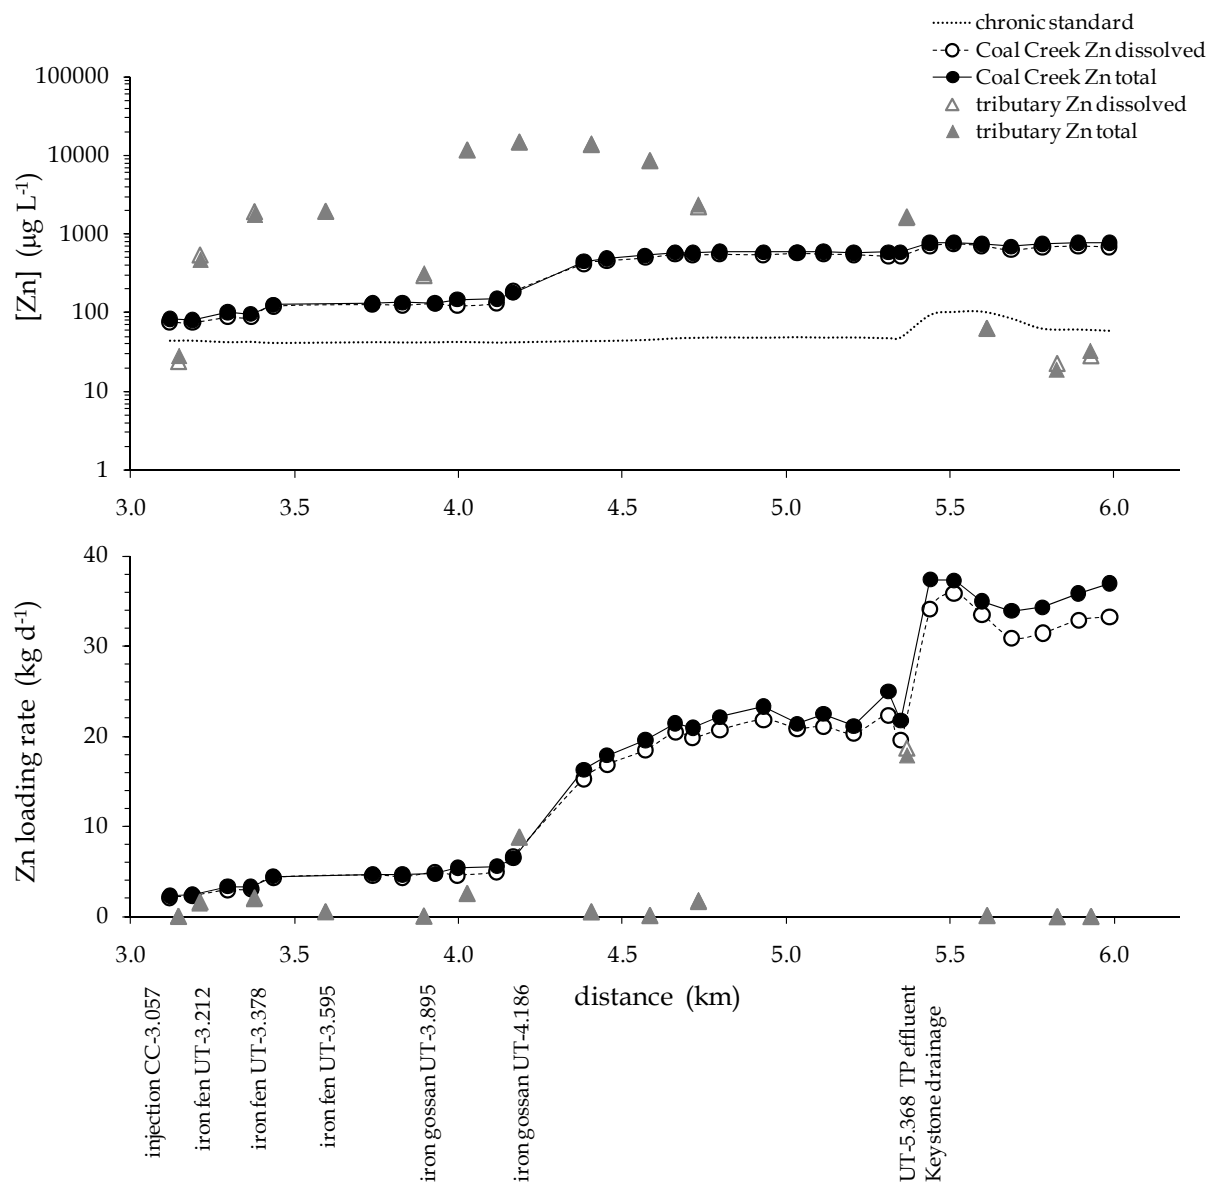 chronic standard
Coal Creek Zn dissolved
Coal Creek Zn total
tributary Zn dissolved
tributary Zn total
100000
10000
1000
100
10
1
[Zn] (µg L⁻¹)
3.0 3.5 4.0 4.5 5.0 5.5 6.0
40
30
20
10
0
Zn loading rate (kg d⁻¹)
3.0 3.5 4.0 4.5 5.0 5.5 6.0
distance (km)
injection CC-3.057
iron fen UT-3.212
iron fen UT-3.378
iron fen UT-3.595
iron gossan UT-3.895
iron gossan UT-4.186
UT-5.368 TP effluent
Keystone drainage